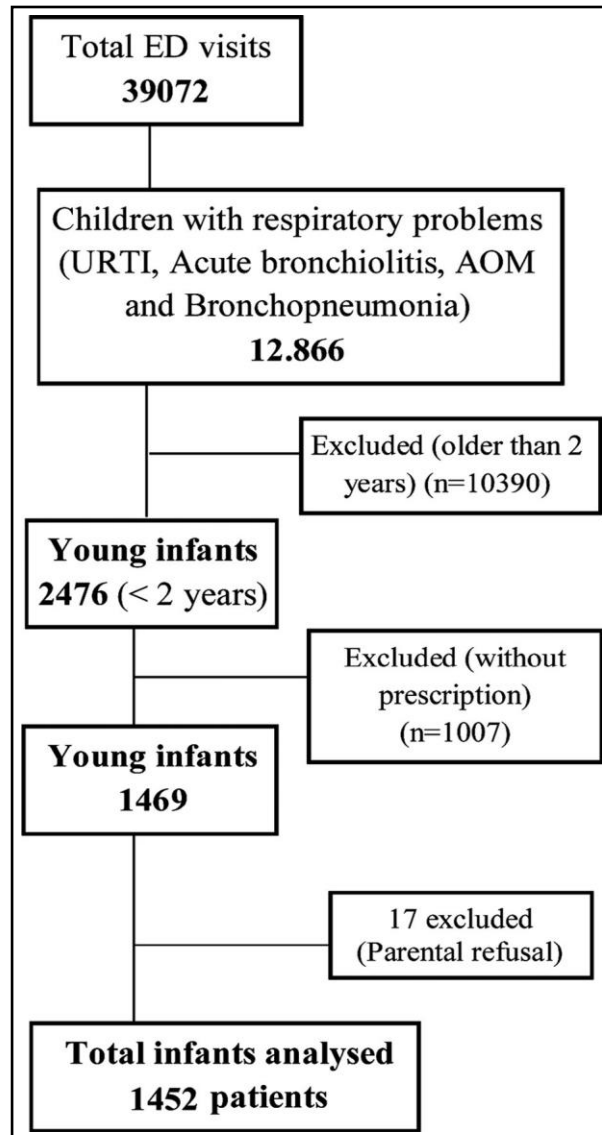 Total ED visits
39072
Children with respiratory problems
(URTI, Acute bronchiolitis, AOM
and Bronchopneumonia)
12.866
Excluded (older than 2
years) (n=10390)
Young infants
2476 (< 2 years)
Excluded (without
prescription)
(n=1007)
Young infants
1469
17 excluded
(Parental refusal)
Total infants analysed
1452 patients